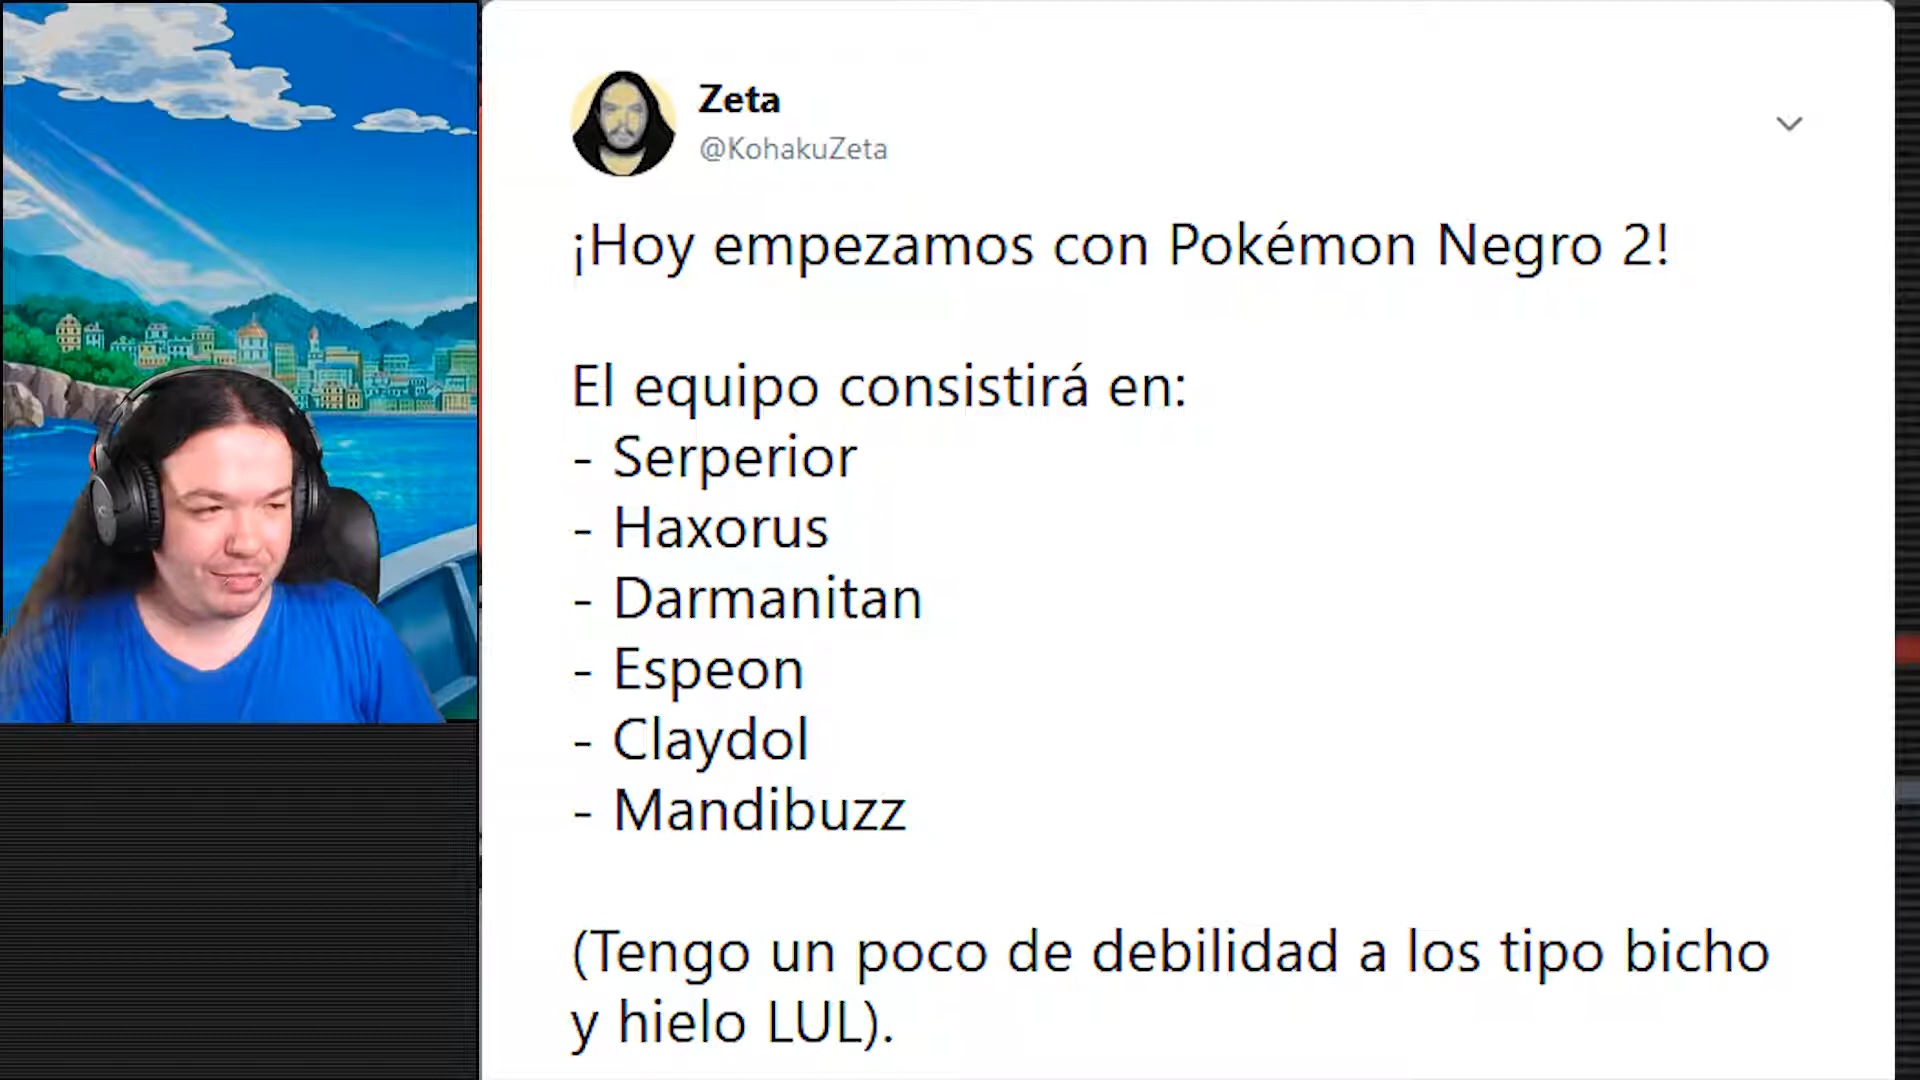 Zeta
@KohakuZeta
¡Hoy empezamos con Pokémon Negro 2!
El equipo consistirá en:
- Serperior
- Haxorus
- Darmanitan
- Espeon
- Claydol
- Mandibuzz
(Tengo un poco de debilidad a los tipo bicho
y hielo LUL).